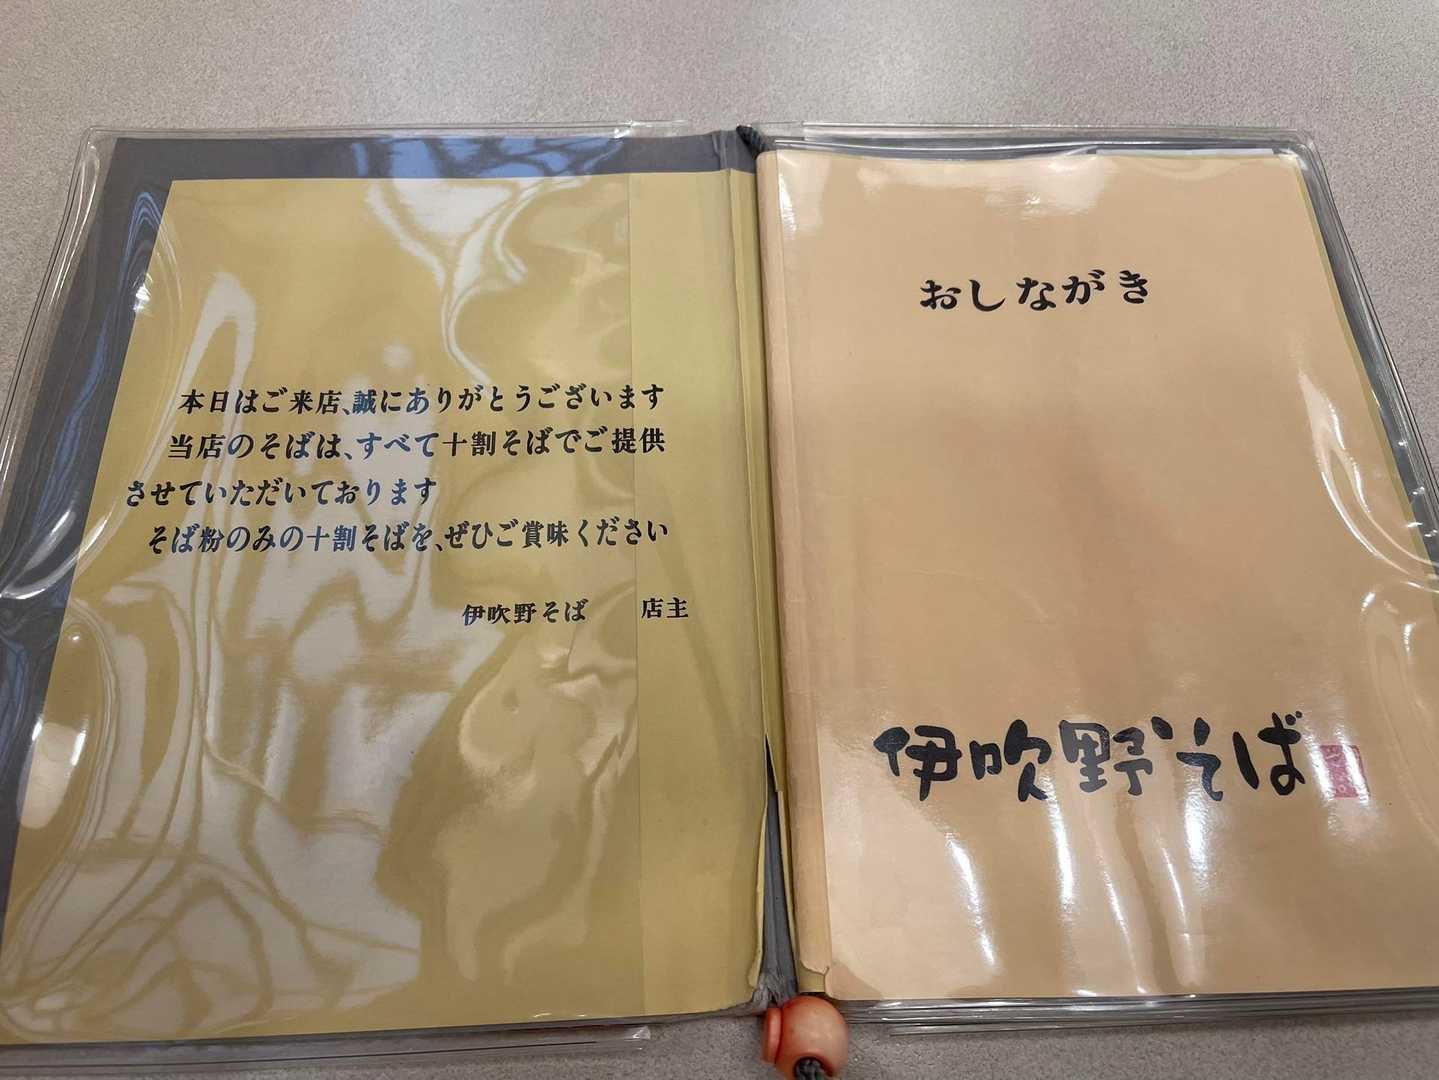 本日はご来店、誠にありがとうございます
当店のそばは、すべて十割そばでご提供
させていただいております
そば粉のみの十割そばを、ぜひご賞味ください
伊吹野そば　　店主
おしながき
伊吹野そば